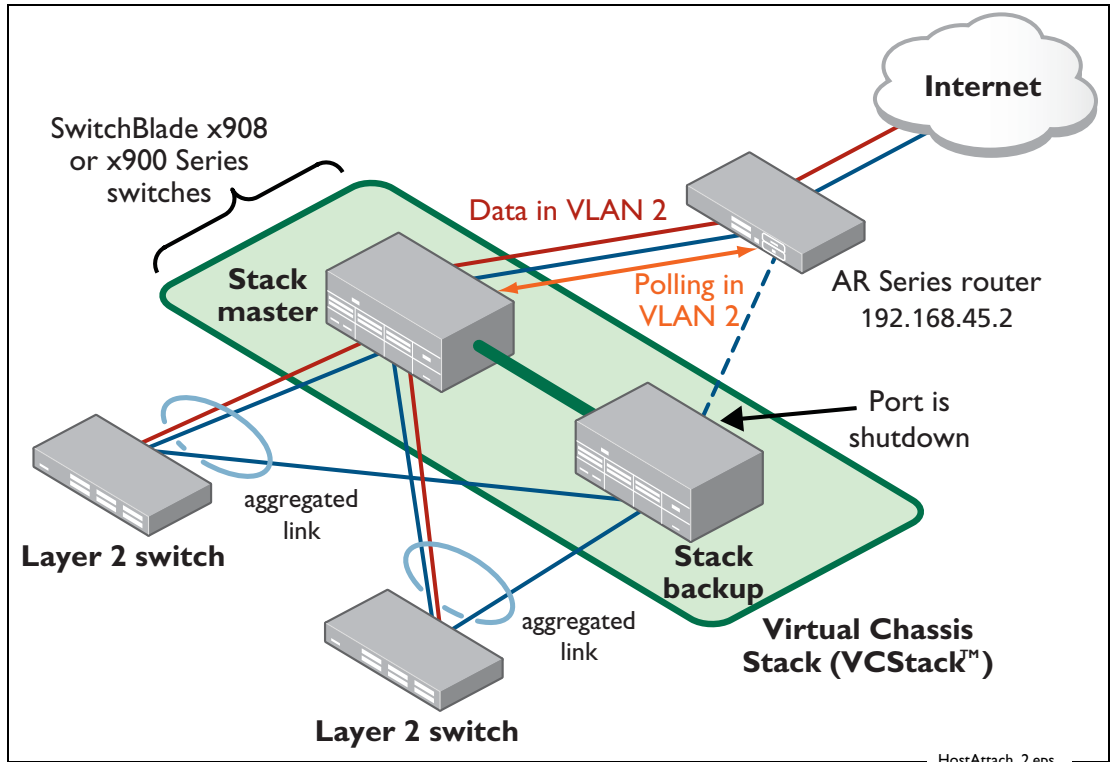 Internet
SwitchBlade x908
or x900 Series
switches
Data in VLAN 2
Stack
master
Polling in
VLAN 2
AR Series router
192.168.45.2
Port is
shutdown
aggregated
link
Layer 2 switch
Stack
backup
aggregated
link
Virtual Chassis
Stack (VCStack™)
Layer 2 switch
HostAttach_2.eps